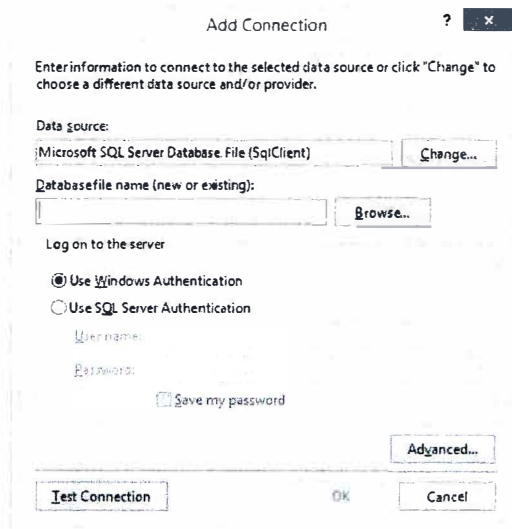 Add Connection
? ×
Enter information to connect to the selected data source or click "Change" to
choose a different data source and/or provider.
Data source:
Microsoft SQL Server Database File (SqlClient)
Change...
Database file name (new or existing):
Browse...
Log on to the server
Use Windows Authentication
Use SQL Server Authentication
User name:
Password:
Save my password
Advanced...
Test Connection
OK
Cancel